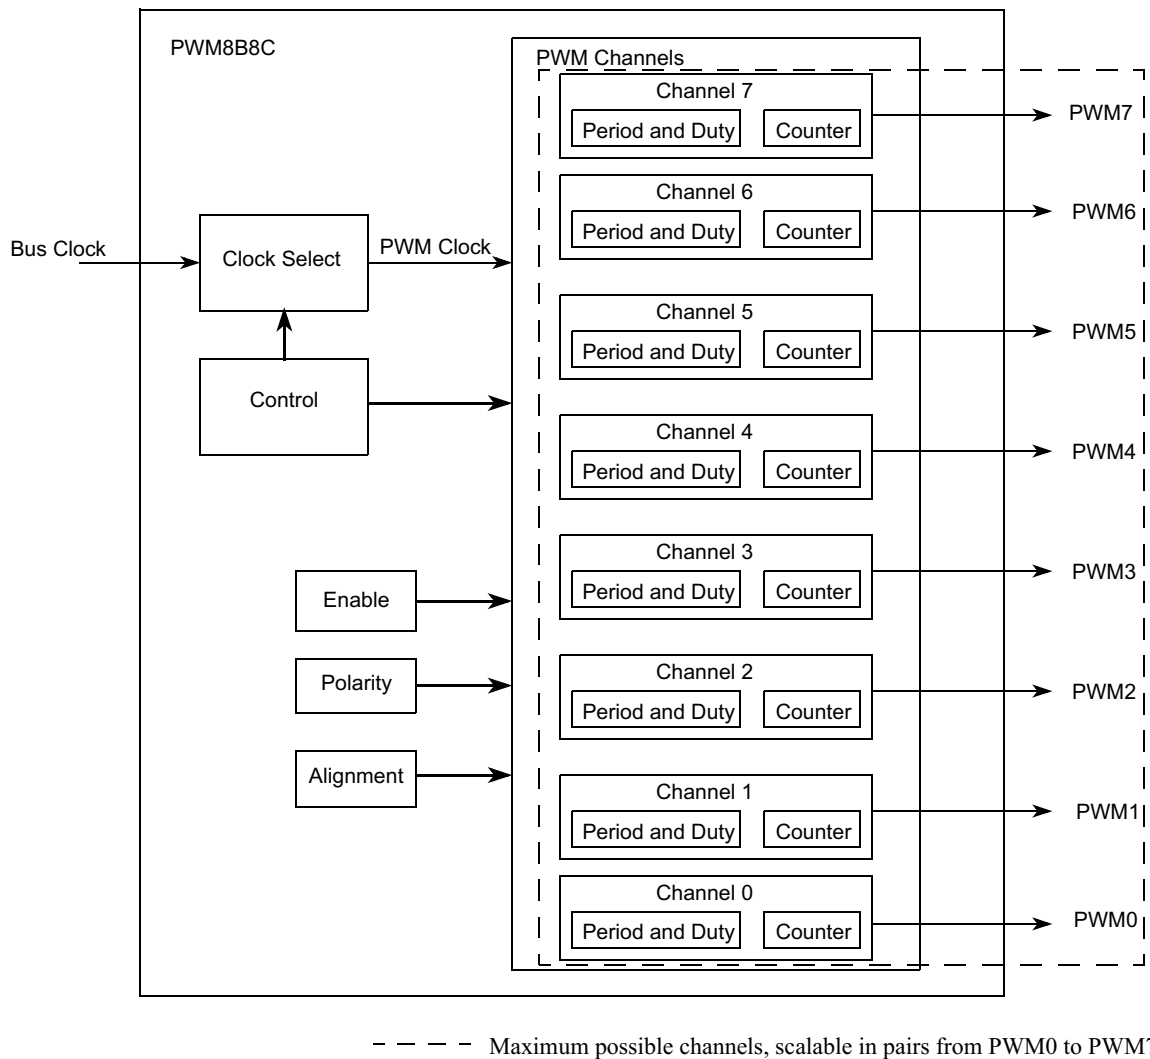 PWM8B8C
PWM Channels
Channel 7
Period and Duty
Counter
PWM7
Channel 6
Period and Duty
Counter
PWM6
Bus Clock
Clock Select
PWM Clock
Channel 5
Period and Duty
Counter
PWM5
Control
Channel 4
Period and Duty
Counter
PWM4
Channel 3
Period and Duty
Counter
PWM3
Enable
Polarity
Channel 2
Period and Duty
Counter
PWM2
Alignment
Channel 1
Period and Duty
Counter
PWM1
Channel 0
Period and Duty
Counter
PWM0
Maximum possible channels, scalable in pairs from PWM0 to PWM7